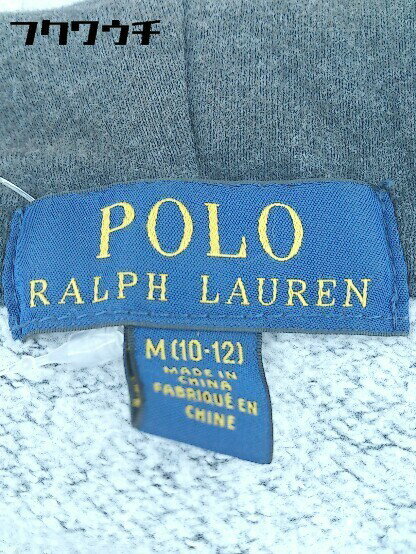 フクワウチ
POLO
RALPH LAUREN
M (10-12)
MADE IN
CHINA
FABRIQUÉ EN
CHINE